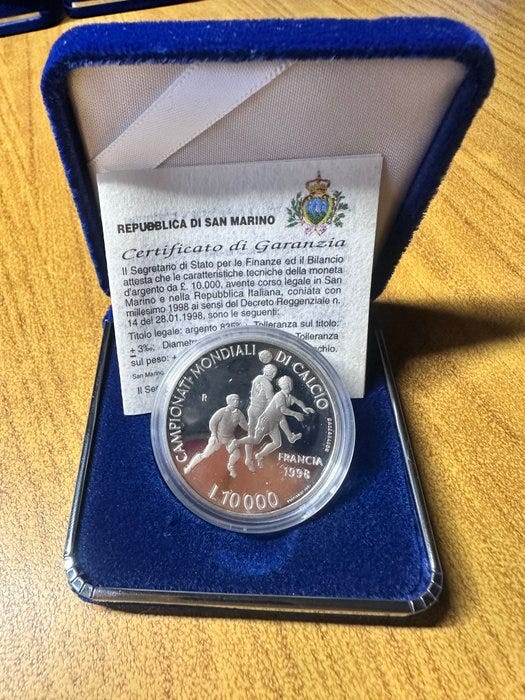 REPUBBLICA DI SAN MARINO
Certificato di Garanzia
Il Segretario di Stato per le Finanze ed il Bilancio
attesta che le caratteristiche tecniche della moneta
d'argento da £. 10.000, avente corso legale in San
Marino e nella Repubblica Italiana, coniata con
millesimo 1998 ai sensi del Decreto Reggenziale n.
14 del 28.01.1998, sono le seguenti:
Titolo legale: argento 835‰ Tolleranza sul titolo:
± 3‰. Diametro Tolleranza
sul peso: +
San Marino
Il Seg
CAMPIONATI MONDIALI DI CALCIO
R
FRANCIA
1998
L.10000